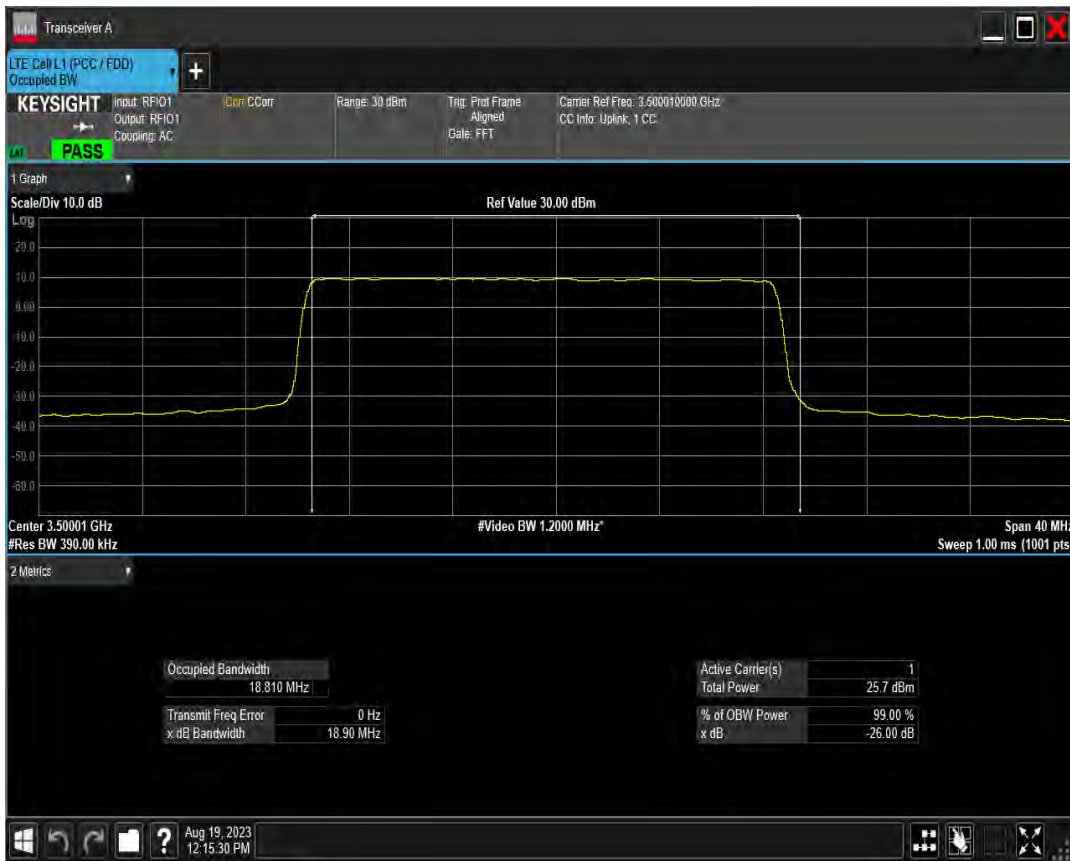 Transceiver A
LTE Cell L1 (PCC / FDD)
Occupied BW
+
KEYSIGHT
Input: RFIO1
Output: RFIO1
Coupling: AC
Corr CCorr
Range: 30 dBm
Trig: Prot Frame
Aligned
Gate: FFT
Carrier Ref Freq: 3.500010000 GHz
CC Info: Uplink, 1 CC
PASS
1 Graph
Scale/Div 10.0 dB
Ref Value 30.00 dBm
Log
20.0
10.0
0.00
-10.0
-20.0
-30.0
-40.0
-50.0
-60.0
Center 3.50001 GHz
#Video BW 1.2000 MHz*
Span 40 MHz
#Res BW 390.00 kHz
Sweep 1.00 ms (1001 pts
2 Metrics
Occupied Bandwidth
18.810 MHz
Transmit Freq Error 0 Hz
x dB Bandwidth 18.90 MHz
Active Carrier(s) 1
Total Power 25.7 dBm
% of OBW Power 99.00 %
x dB -26.00 dB
?
Aug 19, 2023
12:15:30 PM